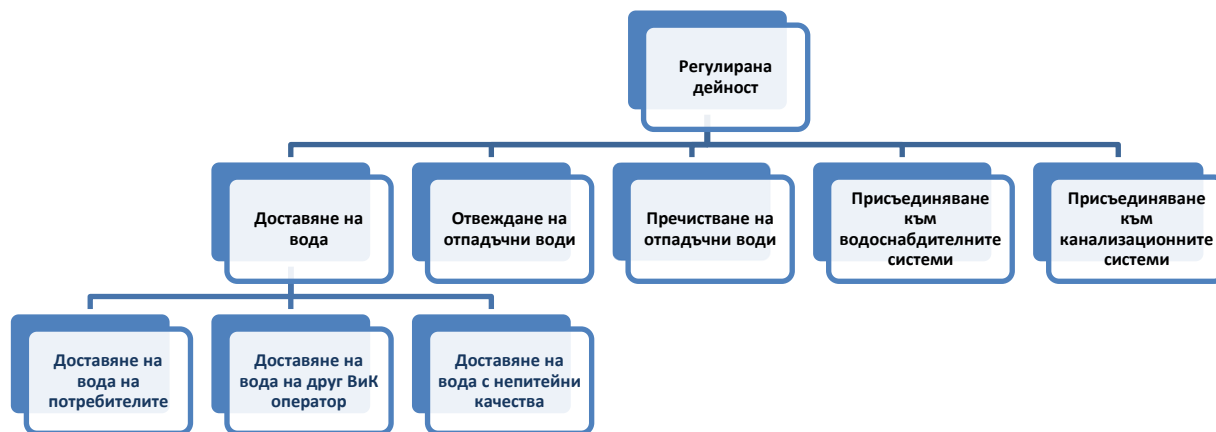 Регулирана
дейност
Доставяне на
вода
Отвеждане на
отпадъчни води
Пречистване на
отпадъчни води
Присъединяване
към
водоснабдителните
системи
Присъединяване
към
канализационните
системи
Доставяне на
вода на
потребителите
Доставяне на
вода на друг ВиК
оператор
Доставяне на
вода с непитейни
качества